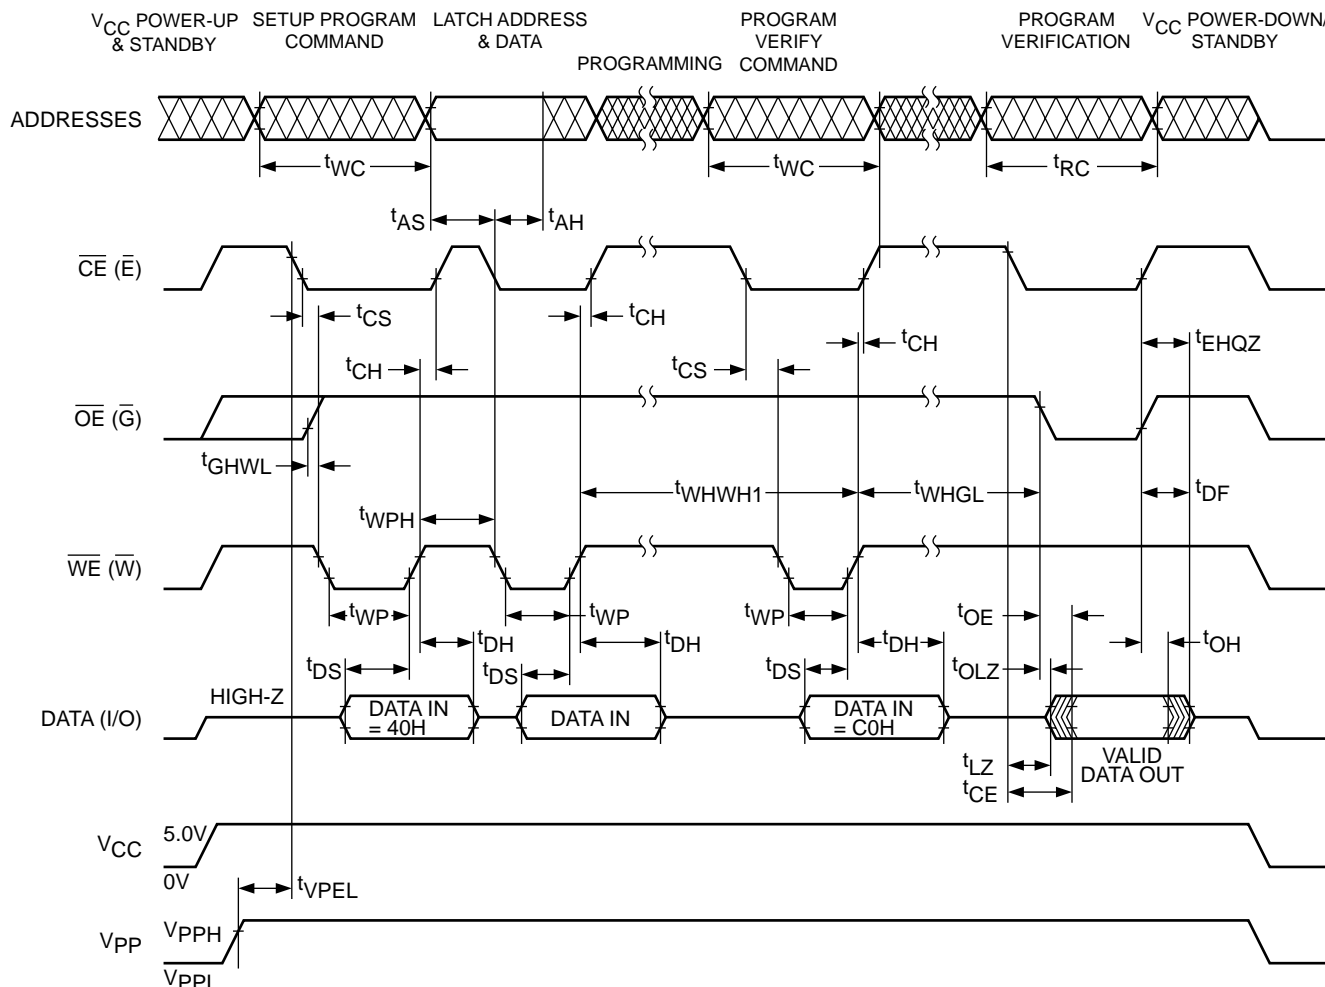 VCC POWER-UP
& STANDBY
SETUP PROGRAM
COMMAND
LATCH ADDRESS
& DATA
PROGRAMMING
PROGRAM
VERIFY
COMMAND
PROGRAM
VERIFICATION
VCC POWER-DOWN/
STANDBY
ADDRESSES
tWC
tWC
tRC
tAS
tAH
CE (E)
tCS
tCH
tCH
tCS
tCH
tEHQZ
OE (G)
tGHWL
tWPH
tWHWH1
tWHGL
tDF
WE (W)
tWP
tWP
tWP
tOE
tDH
tDH
tDH
tOH
tDS
tDS
tDS
tOLZ
DATA (I/O)
HIGH-Z
DATA IN
= 40H
DATA IN
DATA IN
= C0H
VALID
DATA OUT
tLZ
tCE
VCC
5.0V
0V
tVPEL
VPP
VPPH
VPPL